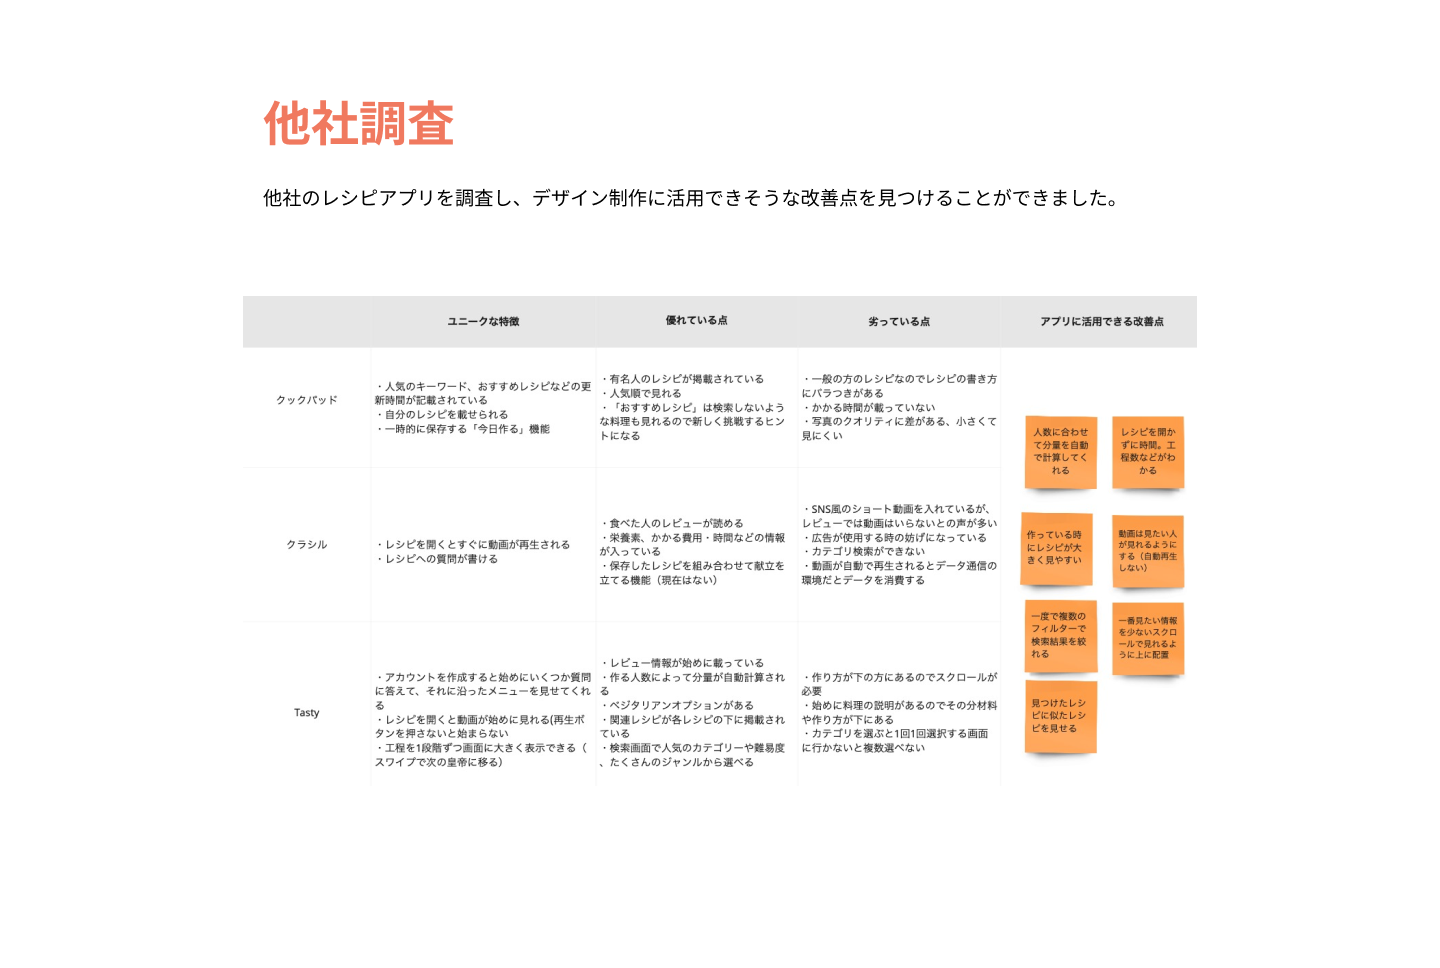 他社調査
他社のレシピアプリを調査し、デザイン制作に活用できそうな改善点を見つけることができました。
ユニークな特徴
優れている点
劣っている点
アプリに活用できる改善点
クックパッド
・人気のキーワード、おすすめレシピなどの更
新時間が記載されている
・自分のレシピを載せられる
・一時的に保存する「今日作る」機能
・有名人のレシピが掲載されている
・人気順で見れる
・「おすすめレシピ」は検索しないよう
な料理も見れるので新しく挑戦するヒン
トになる
・一般の方のレシピなのでレシピの書き方
にバラつきがある
・かかる時間が載っていない
・写真のクオリティに差がある、小さくて
見にくい
クラシル
・レシピを開くとすぐに動画が再生される
・レシピへの質問が書ける
・食べた人のレビューが読める
・栄養素、かかる費用・時間などの情報
が入っている
・保存したレシピを組み合わせて献立を
立てる機能（現在はない）
・SNS風のショート動画を入れているが、
レビューでは動画はいらないとの声が多い
・広告が使用する時の妨げになっている
・カテゴリ検索ができない
・動画が自動で再生されるとデータ通信の
環境だとデータを消費する
Tasty
・アカウントを作成すると始めにいくつか質問
に答えて、それに沿ったメニューを見せてくれ
る
・レシピを開くと動画が始めに見れる(再生ボ
タンを押さないと始まらない
・工程を1段階ずつ画面に大きく表示できる（
スワイプで次の皇帝に移る）
・レビュー情報が始めに載っている
・作る人数によって分量が自動計算され
る
・ベジタリアンオプションがある
・関連レシピが各レシピの下に掲載され
ている
・検索画面で人気のカテゴリーや難易度
、たくさんのジャンルから選べる
・作り方が下の方にあるのでスクロールが
必要
・始めに料理の説明があるのでその分材料
や作り方が下にある
・カテゴリを選ぶと1回1回選択する画面
に行かないと複数選べない
人数に合わせ
て分量を自動
で計算してく
れる
レシピを開か
ずに時間。工
程数などがわ
かる
作っている時
にレシピが大
きく見やすい
動画は見たい人
が見れるように
する（自動再生
しない）
一度で複数の
フィルターで
検索結果を絞
れる
一番見たい情報
を少ないスクロ
ールで見れるよ
うに上に配置
見つけたレシ
ピに似たレシ
ピを見せる